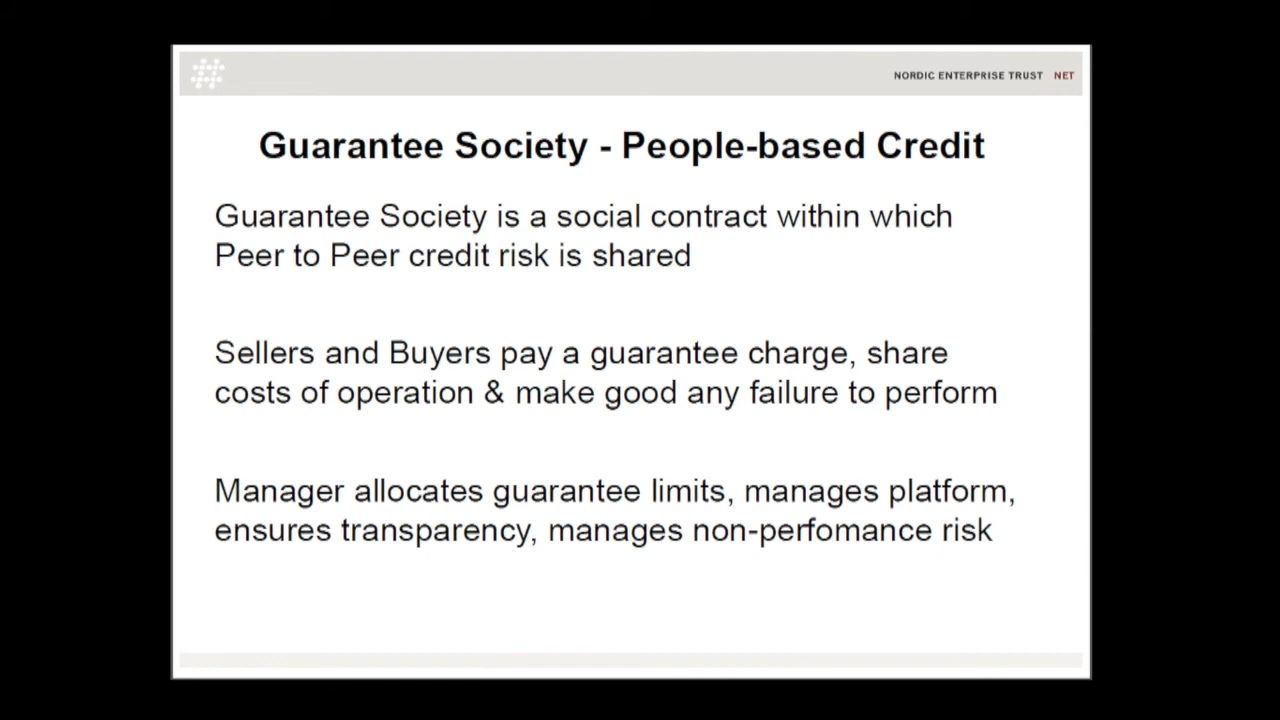 NORDIC ENTERPRISE TRUST NET
Guarantee Society - People-based Credit
Guarantee Society is a social contract within which
Peer to Peer credit risk is shared
Sellers and Buyers pay a guarantee charge, share
costs of operation & make good any failure to perform
Manager allocates guarantee limits, manages platform,
ensures transparency, manages non-perfomance risk